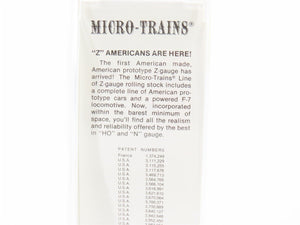 MICRO-TRAINS®
"Z" AMERICANS ARE HERE!
The first American made,
American prototype Z-gauge has
arrived! The Micro-Trains® Line
of Z-gauge rolling stock includes
a complete line of American pro-
totype cars and a powered F-7
locomotive. Now, incorporated
within the barest minimum of
space, you'll find all the realism
and reliability offered by the best
in "HO" and "N" gauge.
PATENT NUMBERS
France
U.S.A.
U.S.A.
U.S.A.
U.S.A.
U.S.A.
U.S.A.
U.S.A.
U.S.A.
U.S.A.
U.S.A.
U.S.A.
U.S.A.
U.S.A.
U.S.A.